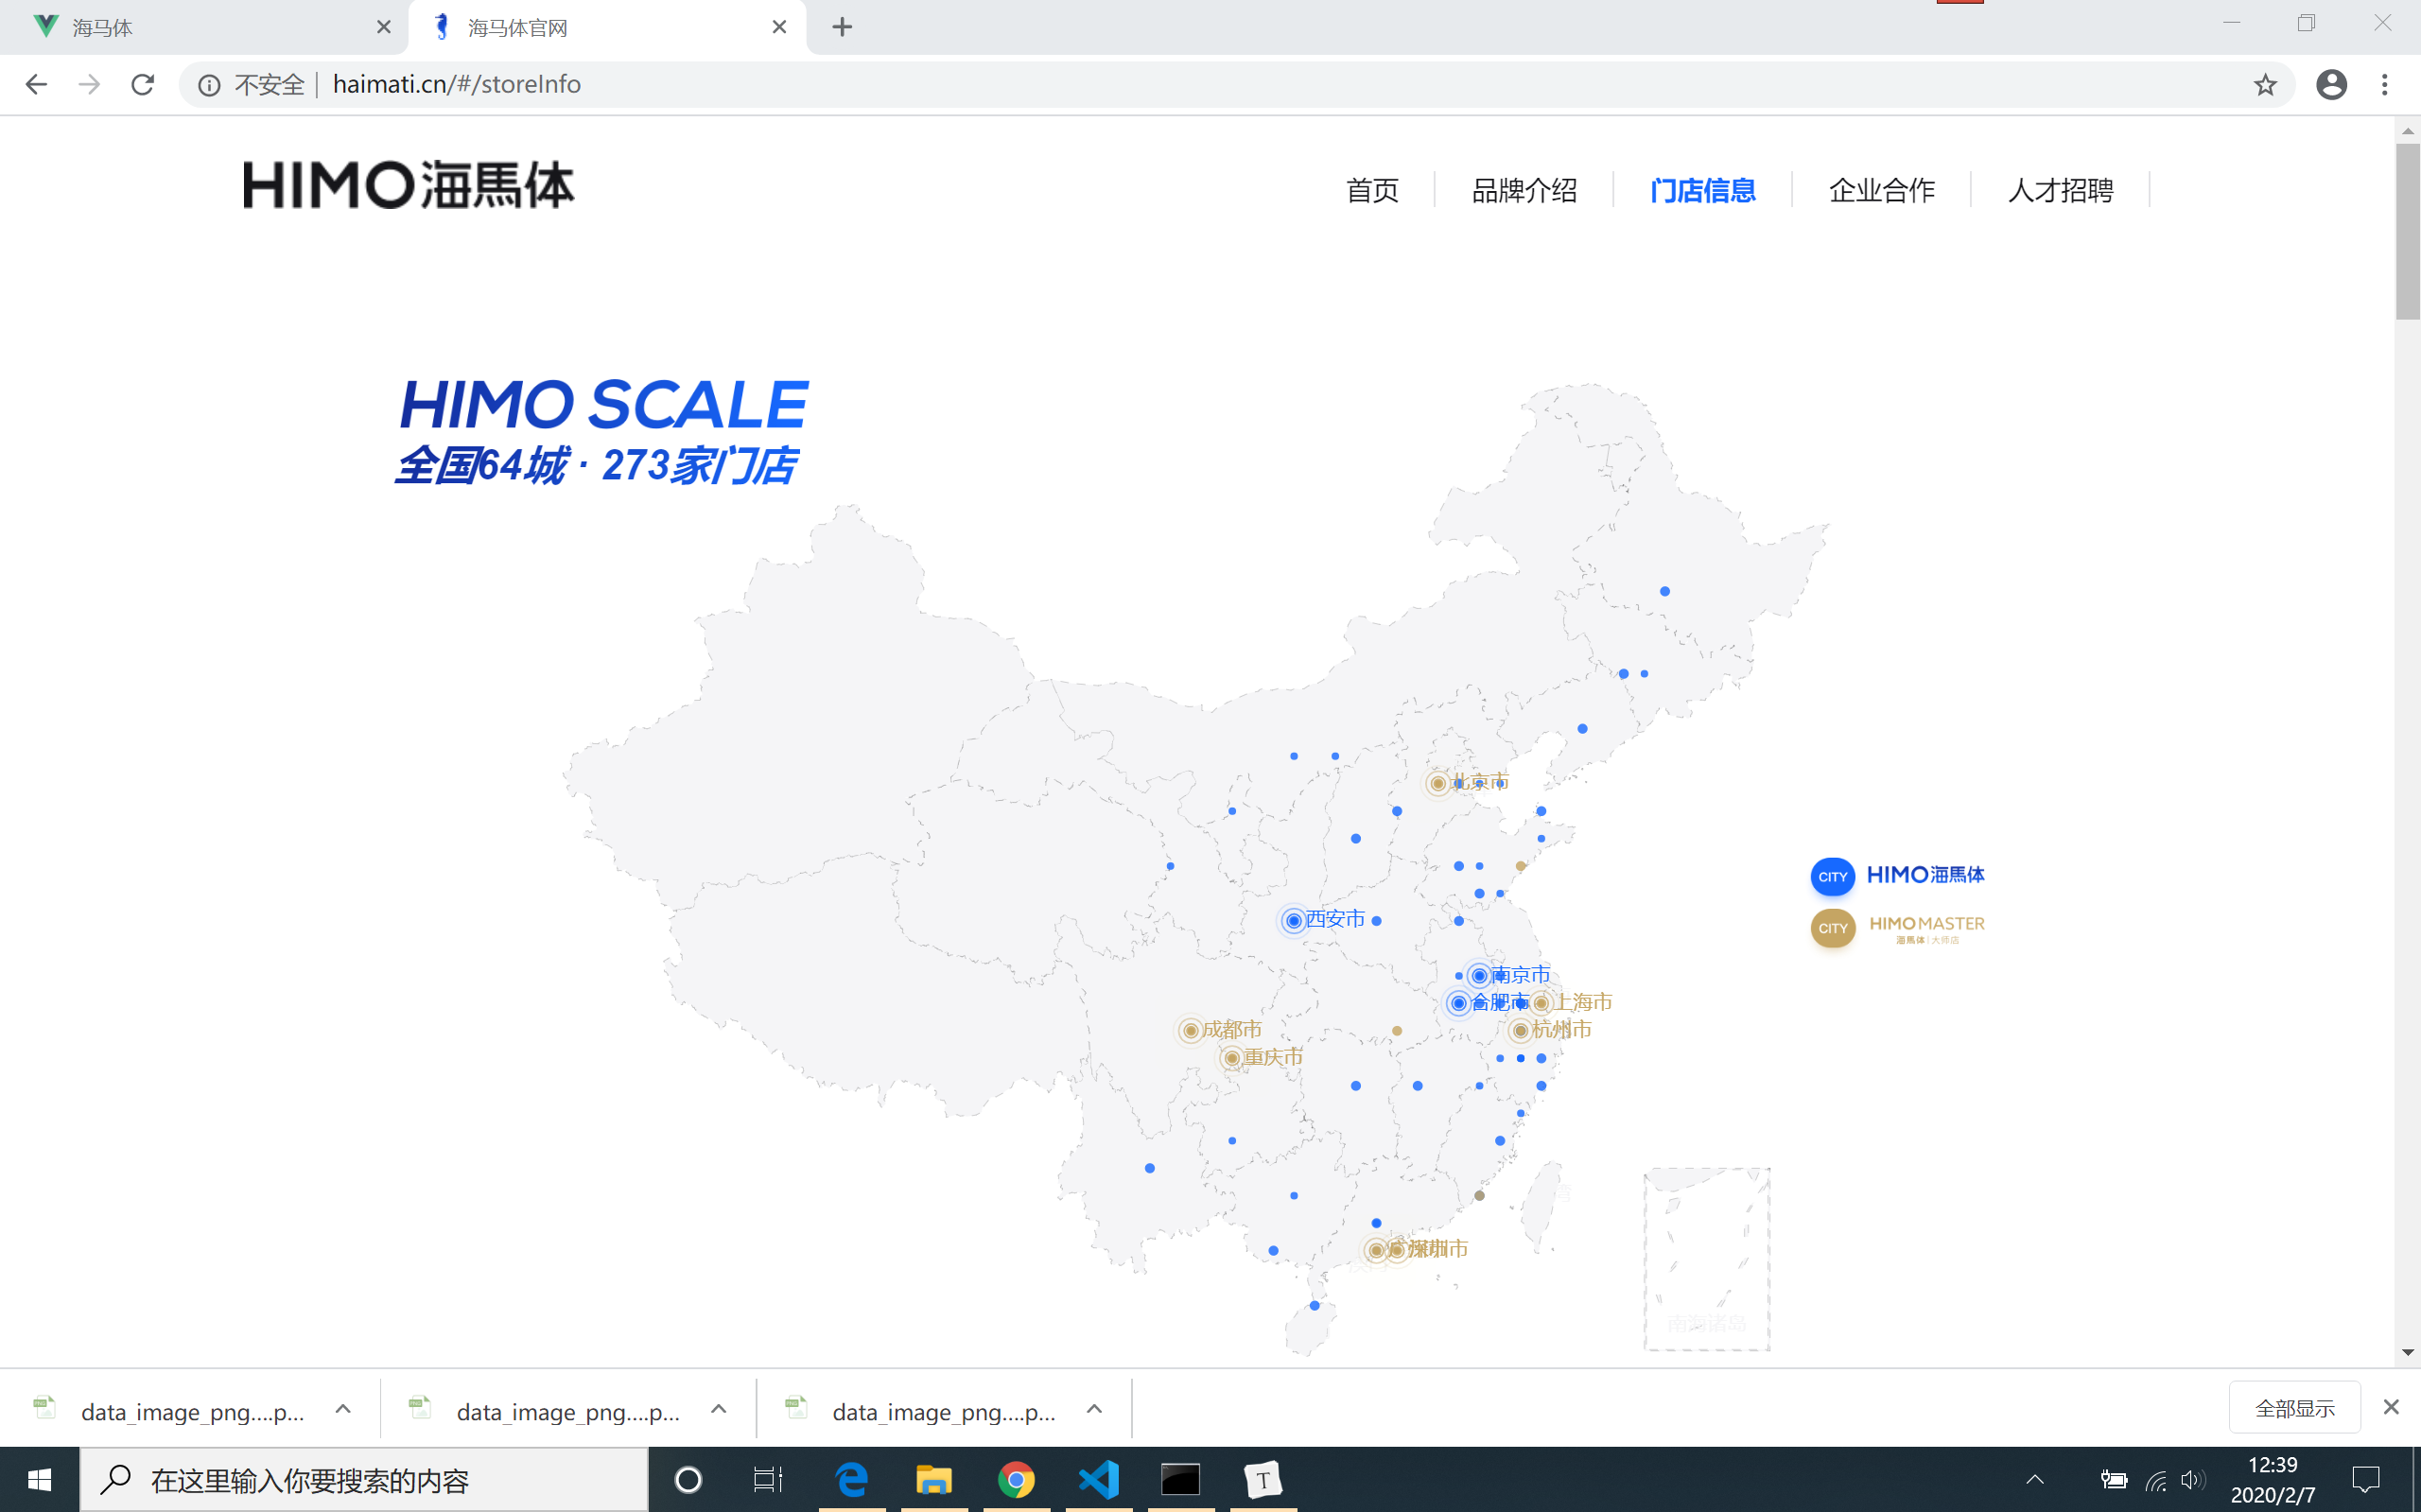 海马体
海马体官网
不安全 | haimati.cn/#/storeInfo
HIMO海馬体
首页
品牌介绍
门店信息
企业合作
人才招聘
HIMO SCALE
全国64城 · 273家门店
北京市
CITY HIMO海馬体
CITY HIMO MASTER
海馬体 | 大师店
西安市
南京市
合肥市
上海市
杭州市
成都市
重庆市
深圳市
南海诸岛
data_image_png....p...
data_image_png....p...
data_image_png....p...
全部显示
在这里输入你要搜索的内容
12:39
2020/2/7